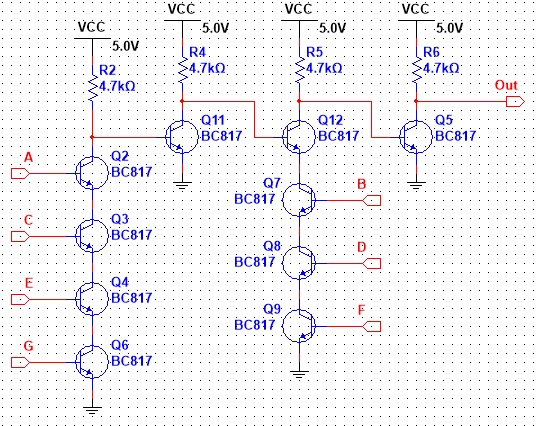 VCC VCC VCC VCC
5.0V 5.0V 5.0V 5.0V
R2
4.7kΩ
R4
4.7kΩ
R5
4.7kΩ
R6
4.7kΩ
Out
Q11
BC817
Q12
BC817
Q5
BC817
A
Q2
BC817
Q7
BC817
B
C
Q3
BC817
Q8
BC817
D
E
Q4
BC817
Q9
BC817
F
G
Q6
BC817